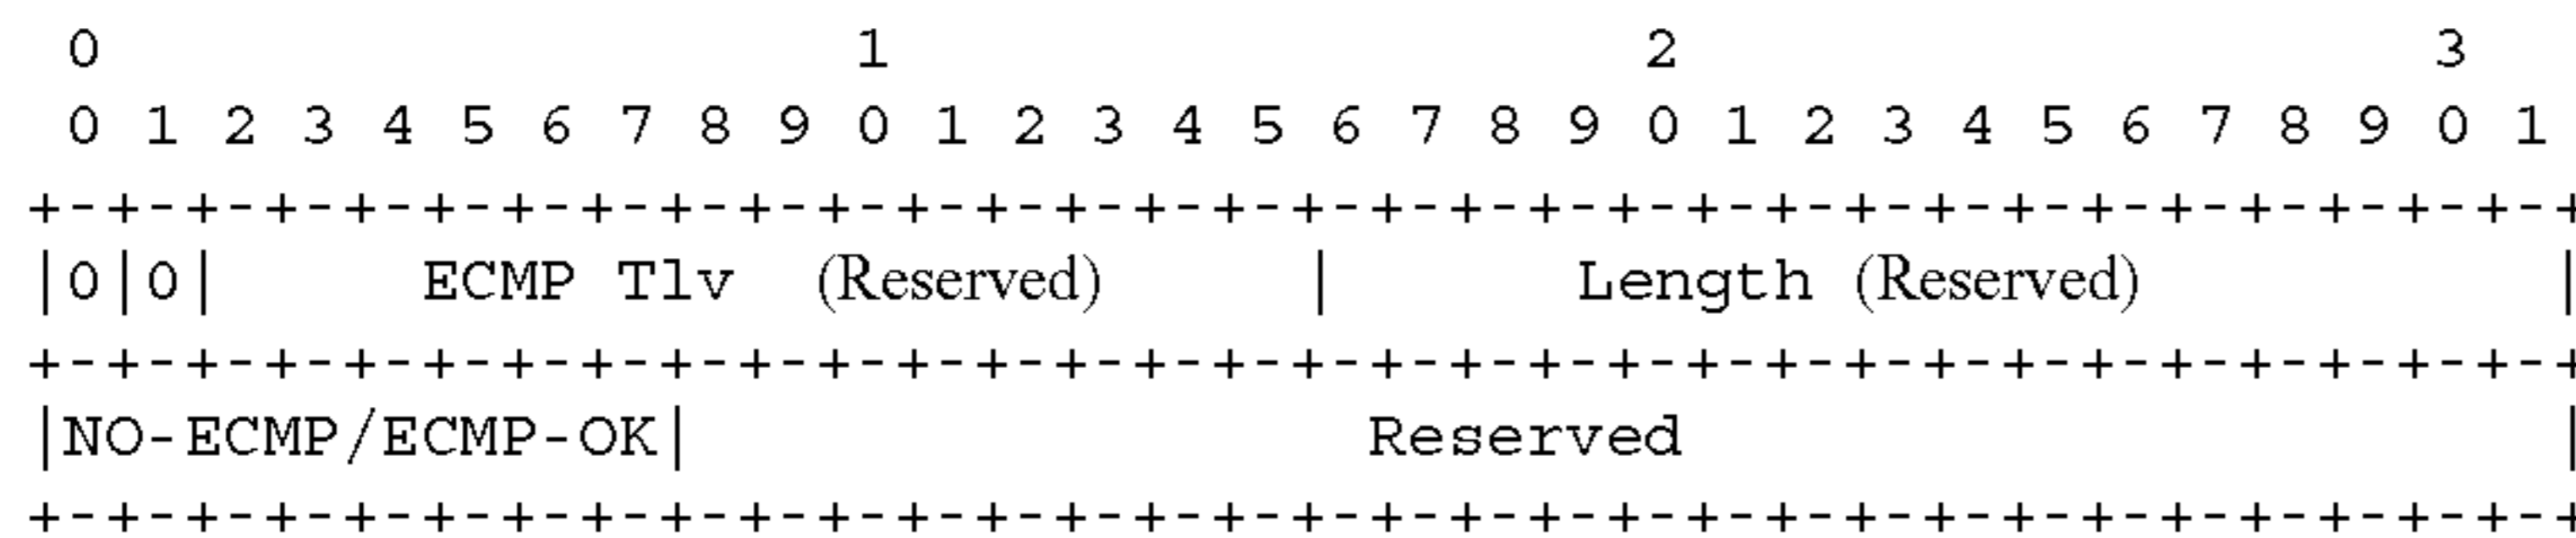 0                   1                   2                   3
0 1 2 3 4 5 6 7 8 9 0 1 2 3 4 5 6 7 8 9 0 1 2 3 4 5 6 7 8 9 0 1
+-+-+-+-+-+-+-+-+-+-+-+-+-+-+-+-+-+-+-+-+-+-+-+-+-+-+-+-+-+-+-+-+
|0|0| ECMP Tlv (Reserved) | Length (Reserved) |
+-+-+-+-+-+-+-+-+-+-+-+-+-+-+-+-+-+-+-+-+-+-+-+-+-+-+-+-+-+-+-+-+
|NO-ECMP/ECMP-OK| Reserved |
+-+-+-+-+-+-+-+-+-+-+-+-+-+-+-+-+-+-+-+-+-+-+-+-+-+-+-+-+-+-+-+-+